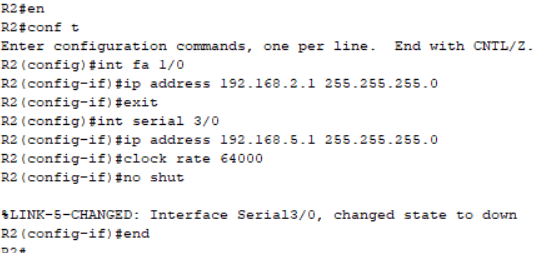 R2#en
R2#conf t
Enter configuration commands, one per line.  End with CNTL/Z.
R2(config)#int fa 1/0
R2(config-if)#ip address 192.168.2.1 255.255.255.0
R2(config-if)#exit
R2(config)#int serial 3/0
R2(config-if)#ip address 192.168.5.1 255.255.255.0
R2(config-if)#clock rate 64000
R2(config-if)#no shut
%LINK-5-CHANGED: Interface Serial3/0, changed state to down
R2(config-if)#end
R2#